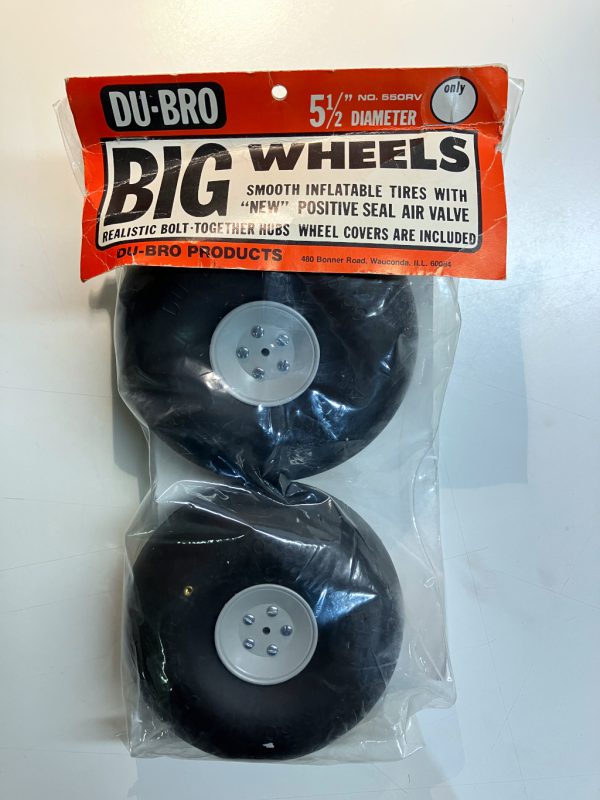 DU-BRO
5 1/2" NO. 550RV
DIAMETER
only
BIG WHEELS
SMOOTH INFLATABLE TIRES WITH
"NEW" POSITIVE SEAL AIR VALVE
REALISTIC BOLT-TOGETHER HUBS WHEEL COVERS ARE INCLUDED
DU-BRO PRODUCTS 480 Bonner Road, Wauconda, ILL. 60084